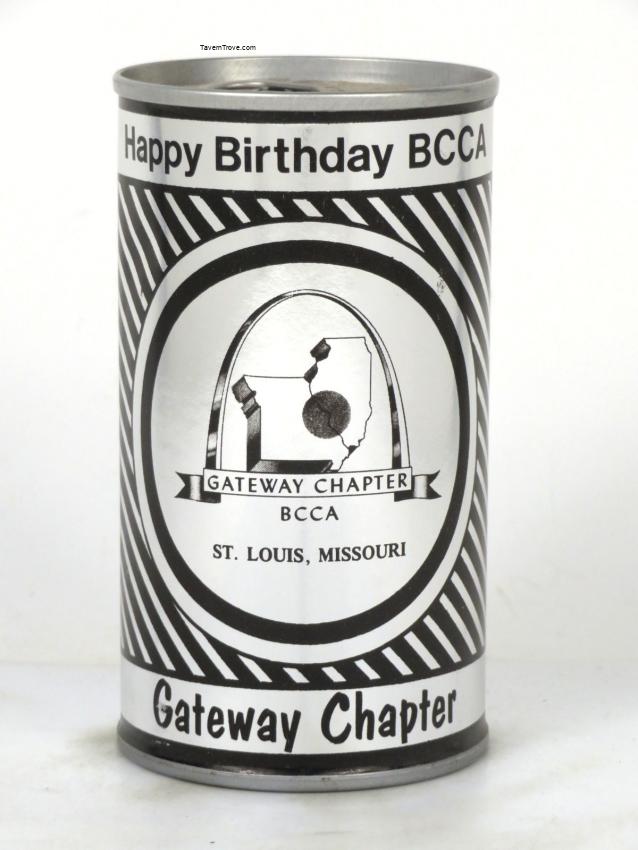 TavernTrove.com
Happy Birthday BCCA
GATEWAY CHAPTER
BCCA
ST. LOUIS, MISSOURI
Gateway Chapter